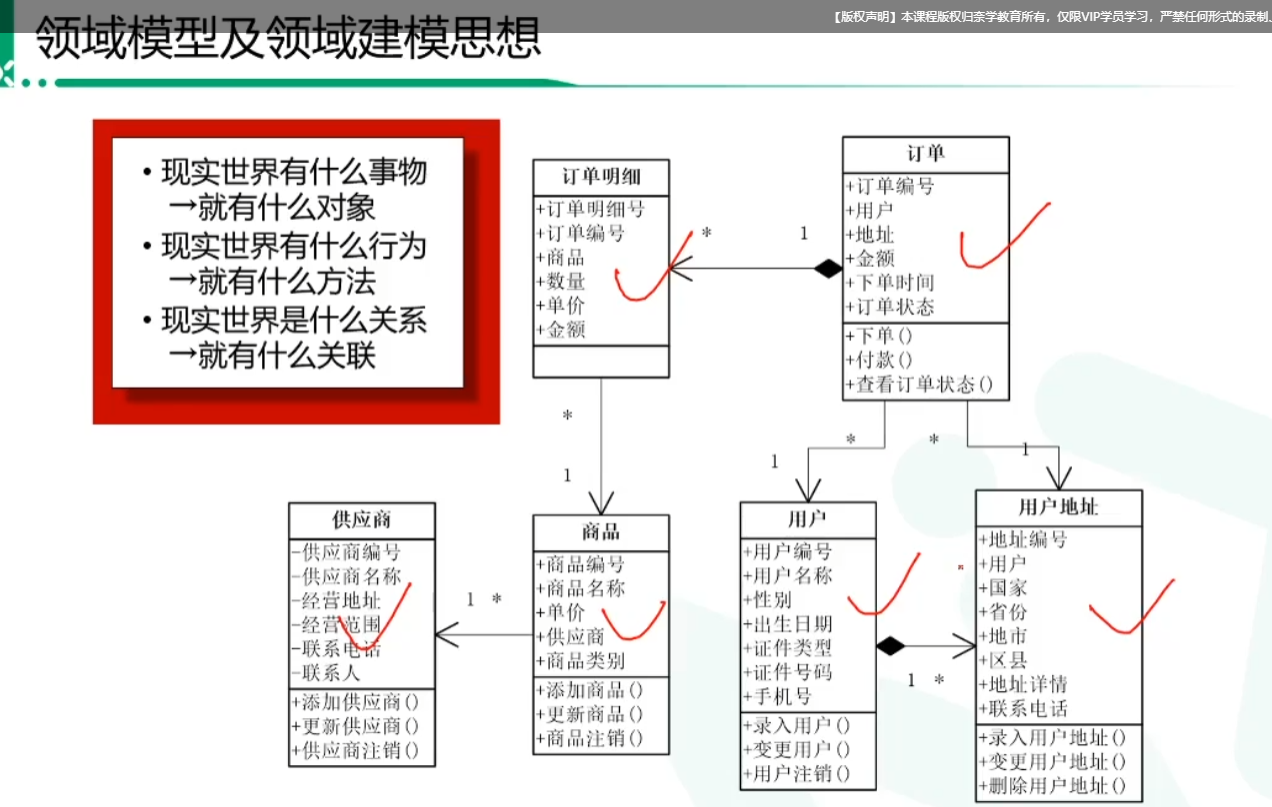 【版权声明】本课程版权归奈学教育所有，仅限VIP学员学习，严禁任何形式的录制、
领域模型及领域建模思想
• 现实世界有什么事物
→就有什么对象
• 现实世界有什么行为
→就有什么方法
• 现实世界是什么关系
→就有什么关联
订单明细
+订单明细号
+订单编号
+商品
+数量
+单价
+金额
* 1
订单
+订单编号
+用户
+地址
+金额
+下单时间
+订单状态
+下单()
+付款()
+查看订单状态()
*
1
*
1
*
1
供应商
-供应商编号
-供应商名称
-经营地址
-经营范围
-联系电话
-联系人
+添加供应商()
+更新供应商()
+供应商注销()
1 *
商品
+商品编号
+商品名称
+单价
+供应商
+商品类别
+添加商品()
+更新商品()
+商品注销()
用户
+用户编号
+用户名称
+性别
+出生日期
+证件类型
+证件号码
+手机号
+录入用户()
+变更用户()
+用户注销()
1 *
用户地址
+地址编号
+用户
+国家
+省份
+地市
+区县
+地址详情
+联系电话
+录入用户地址()
+变更用户地址()
+删除用户地址()